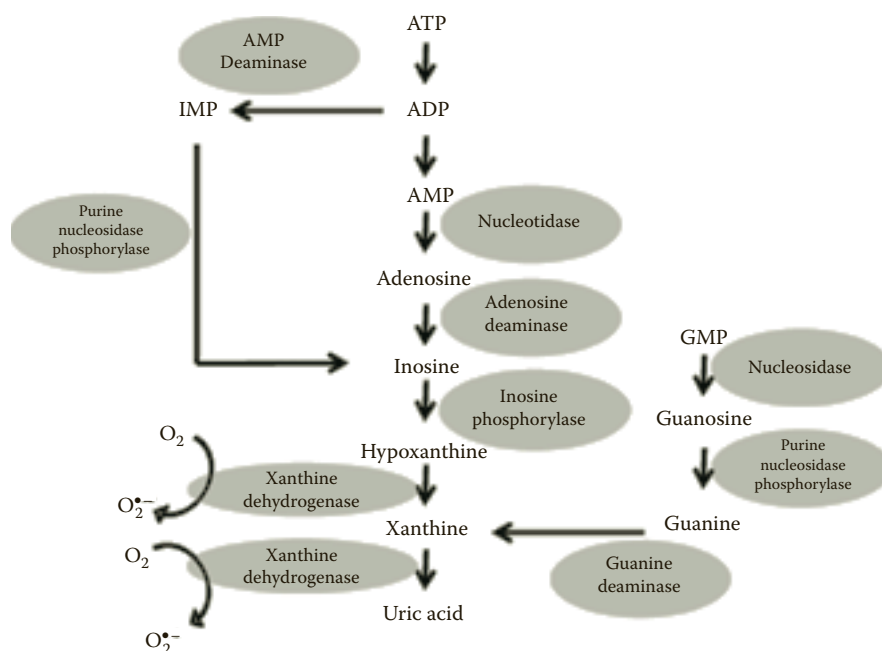 ATP
AMP
Deaminase
IMP
ADP
AMP
Purine
nucleosidase
phosphorylase
Nucleotidase
Adenosine
Adenosine
deaminase
GMP
Nucleosidase
Inosine
Inosine
phosphorylase
Guanosine
O₂
Hypoxanthine
Purine
nucleosidase
phosphorylase
Xanthine
dehydrogenase
O₂•−
Xanthine
Guanine
O₂
Xanthine
dehydrogenase
Guanine
deaminase
Uric acid
O₂•−